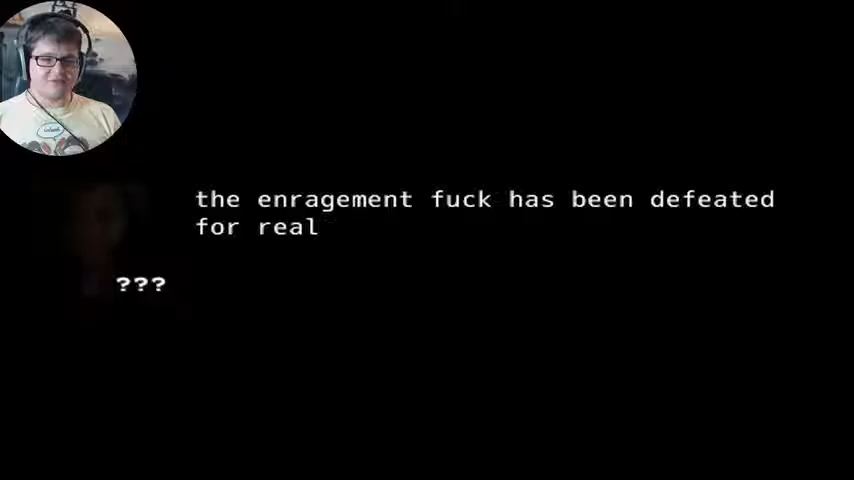 the enragement fuck has been defeated
for real
???